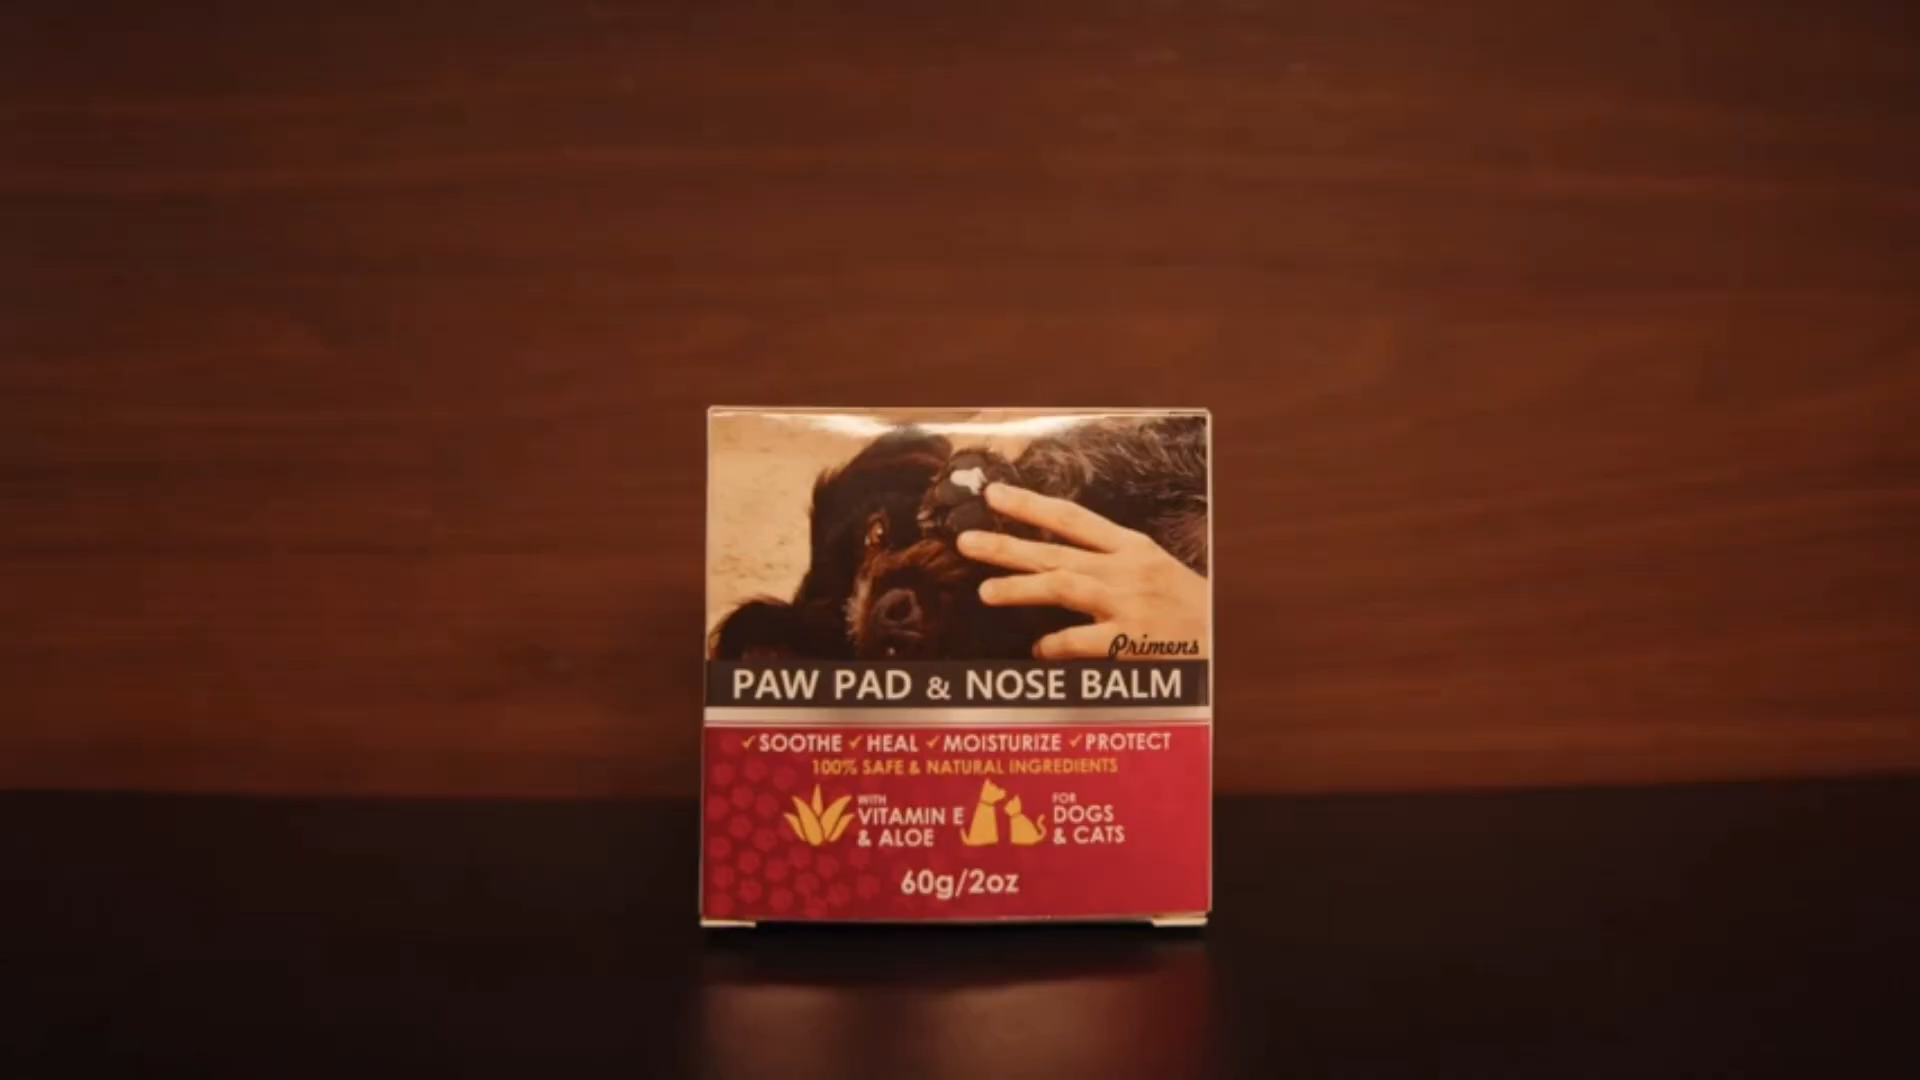 Primens
PAW PAD & NOSE BALM
✓SOOTHE ✓HEAL ✓MOISTURIZE ✓PROTECT
100% SAFE & NATURAL INGREDIENTS
WITH
VITAMIN E
& ALOE
FOR
DOGS
& CATS
60g/2oz